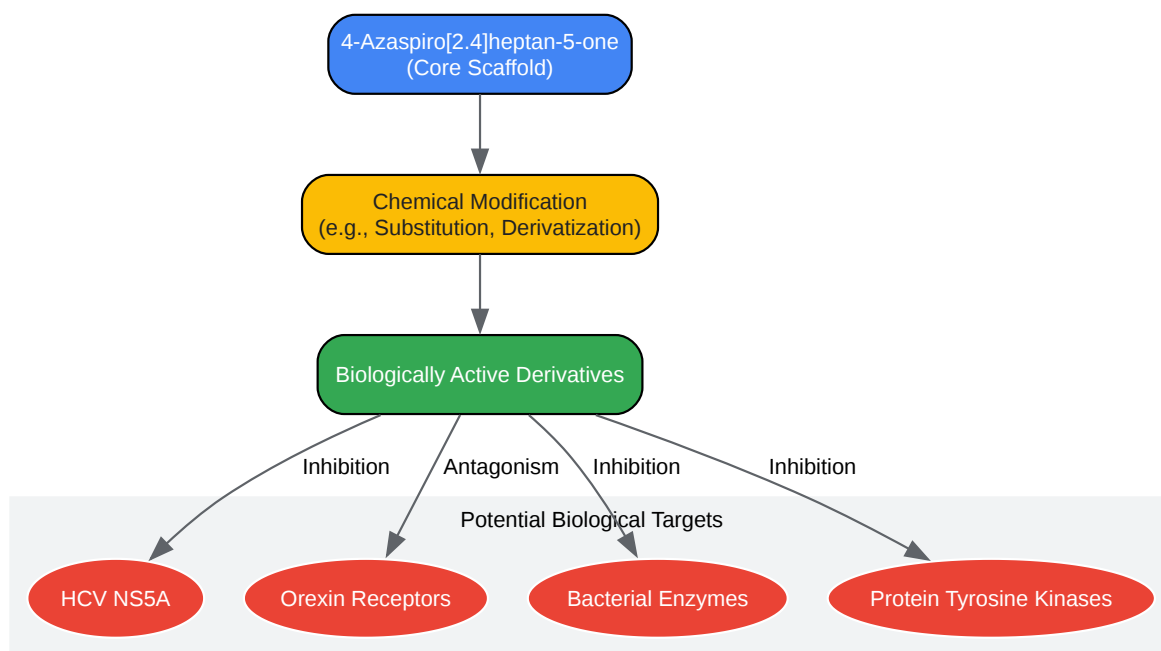 4-Azaspiro[2.4]heptan-5-one
(Core Scaffold)
Chemical Modification
(e.g., Substitution, Derivatization)
Biologically Active Derivatives
Inhibition
Antagonism
Inhibition
Inhibition
Potential Biological Targets
HCV NS5A
Orexin Receptors
Bacterial Enzymes
Protein Tyrosine Kinases